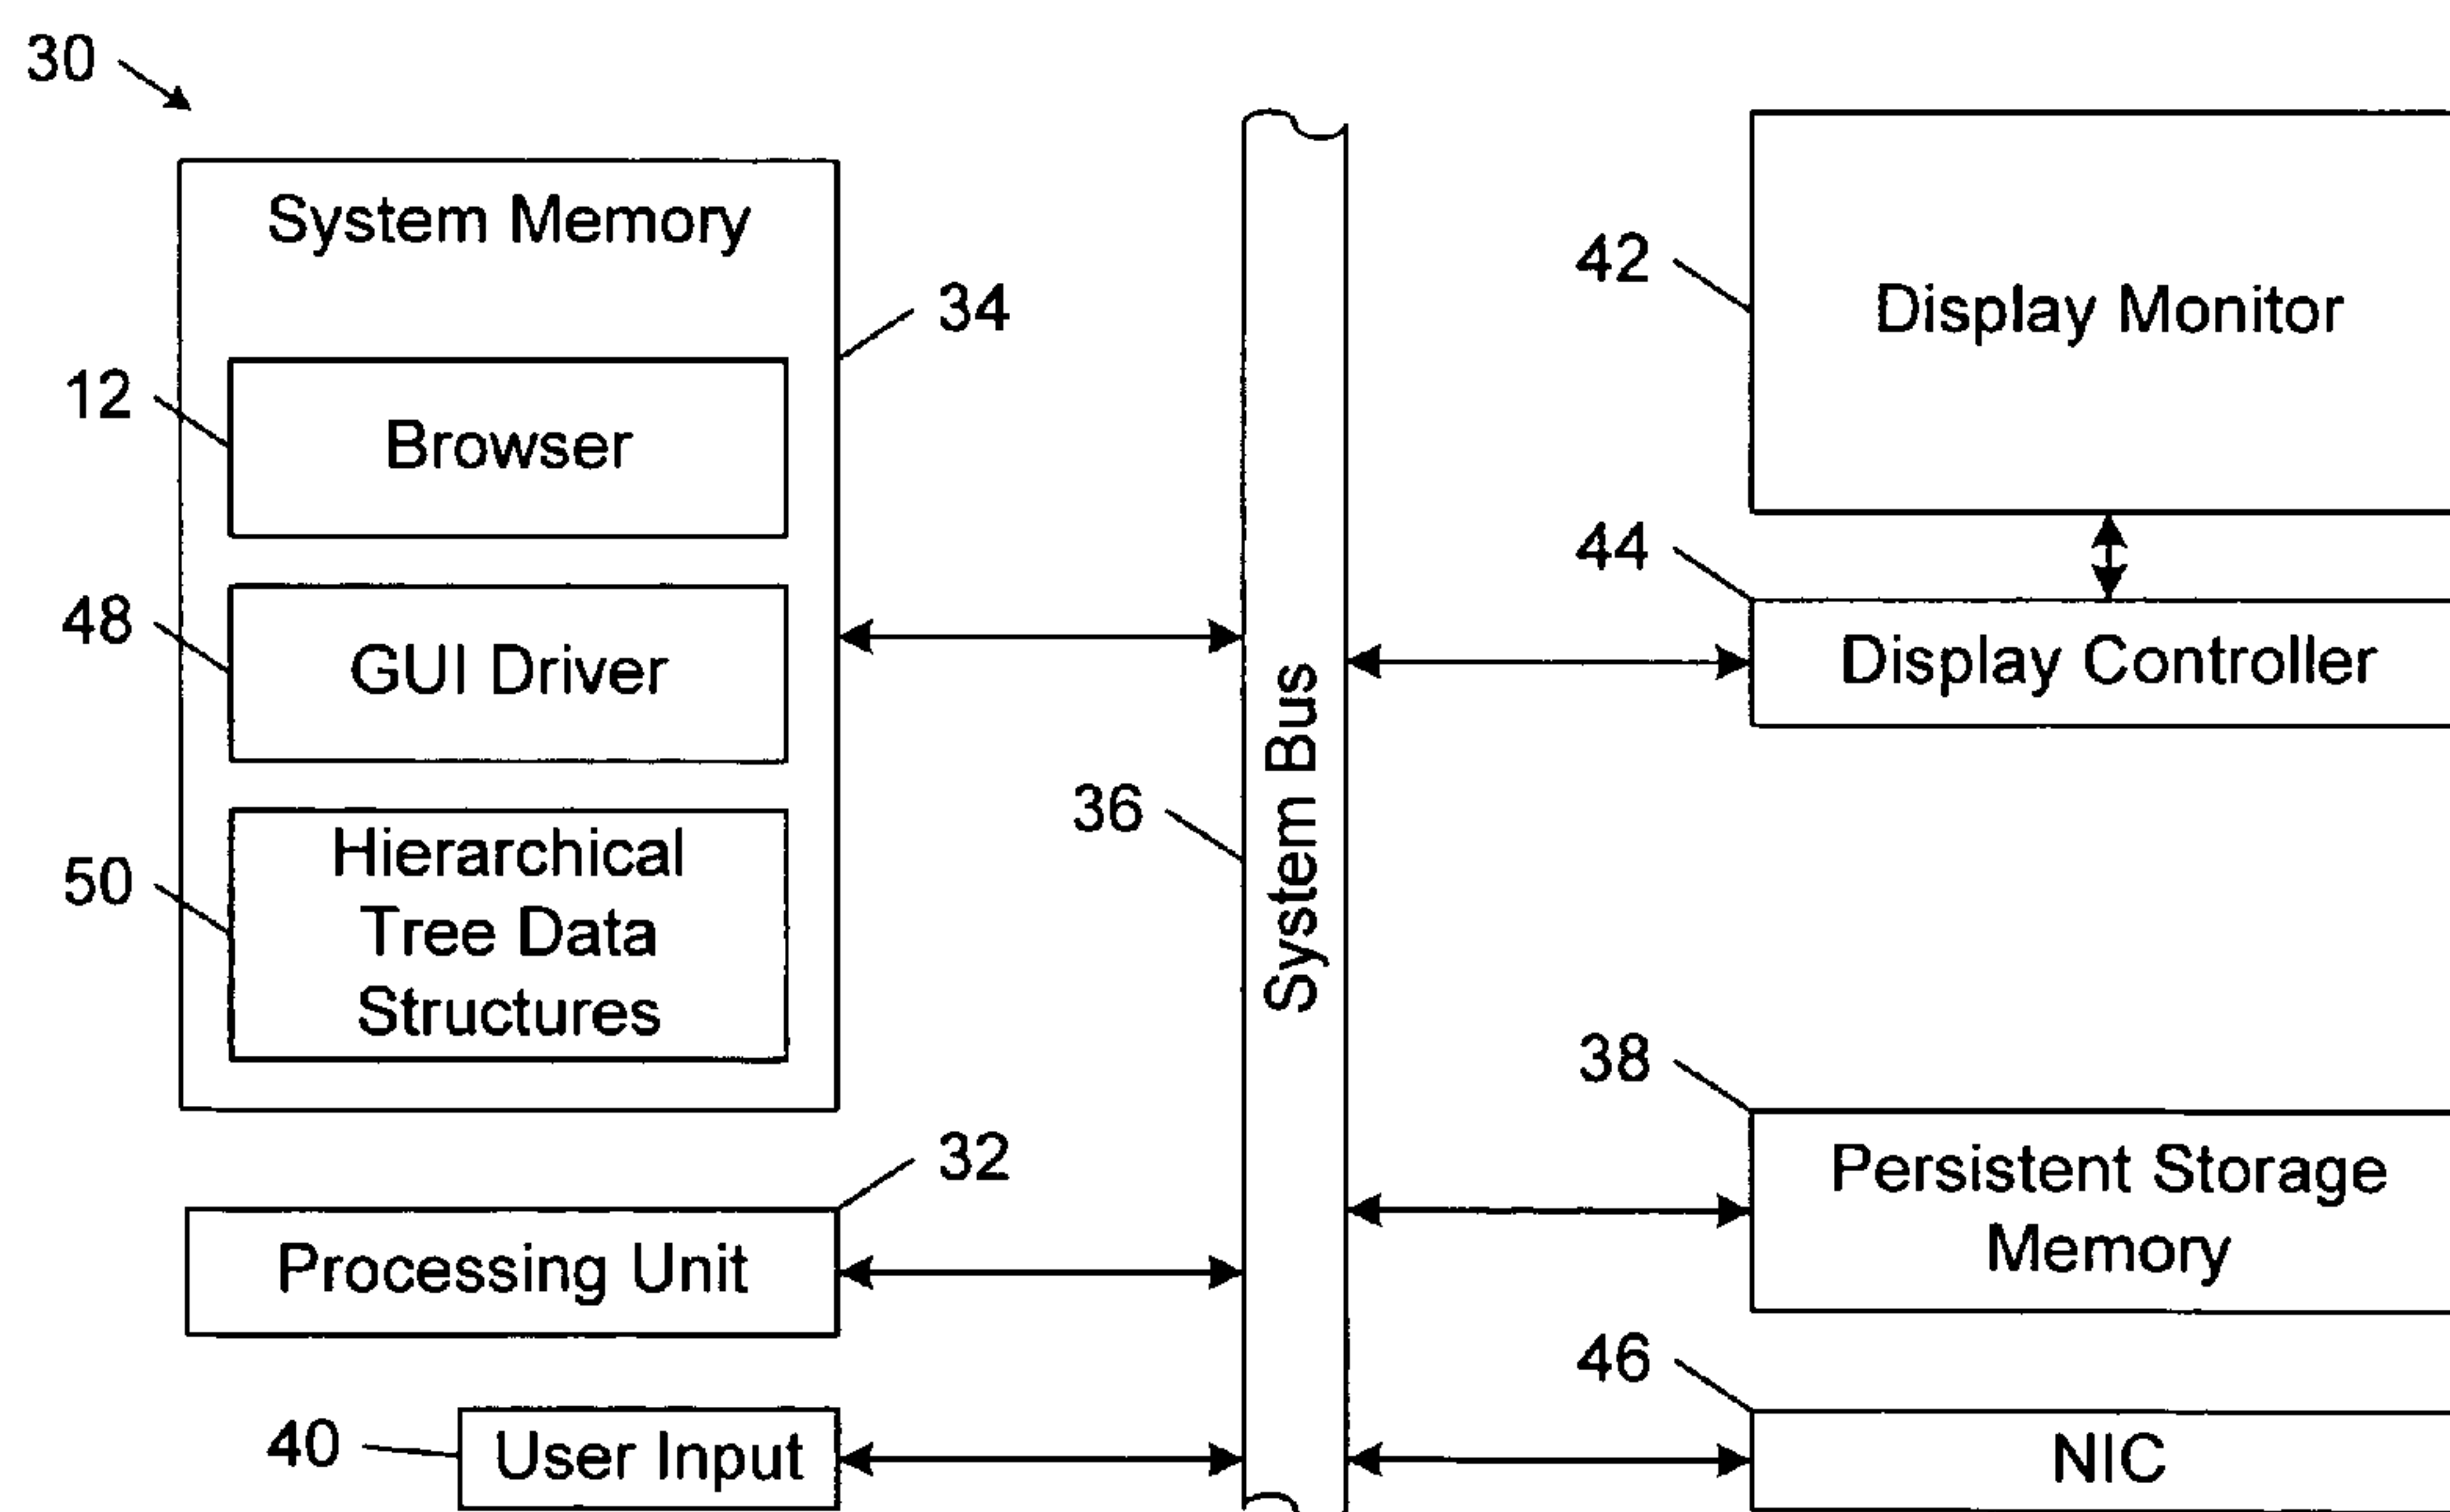 30
System Memory
34
12
Browser
48
GUI Driver
50
Hierarchical
Tree Data
Structures
32
Processing Unit
40
User Input
36
System Bus
42
Display Monitor
44
Display Controller
38
Persistent Storage
Memory
46
NIC